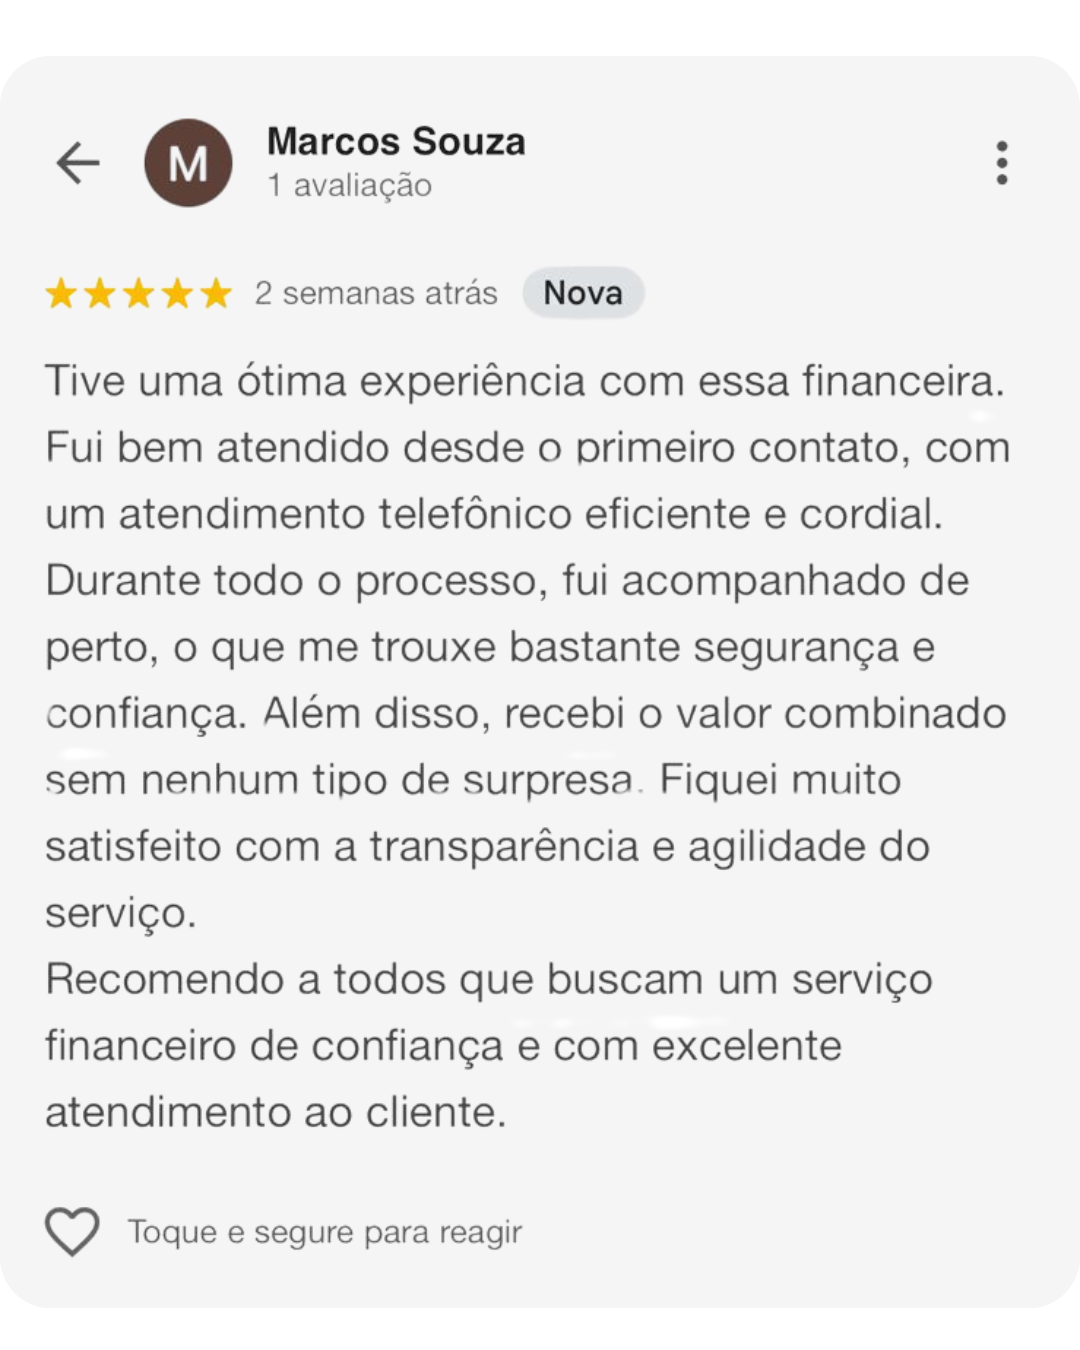 M
Marcos Souza
1 avaliação
2 semanas atrás
Nova
Tive uma ótima experiência com essa financeira.
Fui bem atendido desde o primeiro contato, com
um atendimento telefônico eficiente e cordial.
Durante todo o processo, fui acompanhado de
perto, o que me trouxe bastante segurança e
confiança. Além disso, recebi o valor combinado
sem nenhum tipo de surpresa. Fiquei muito
satisfeito com a transparência e agilidade do
serviço.
Recomendo a todos que buscam um serviço
financeiro de confiança e com excelente
atendimento ao cliente.
Toque e segure para reagir